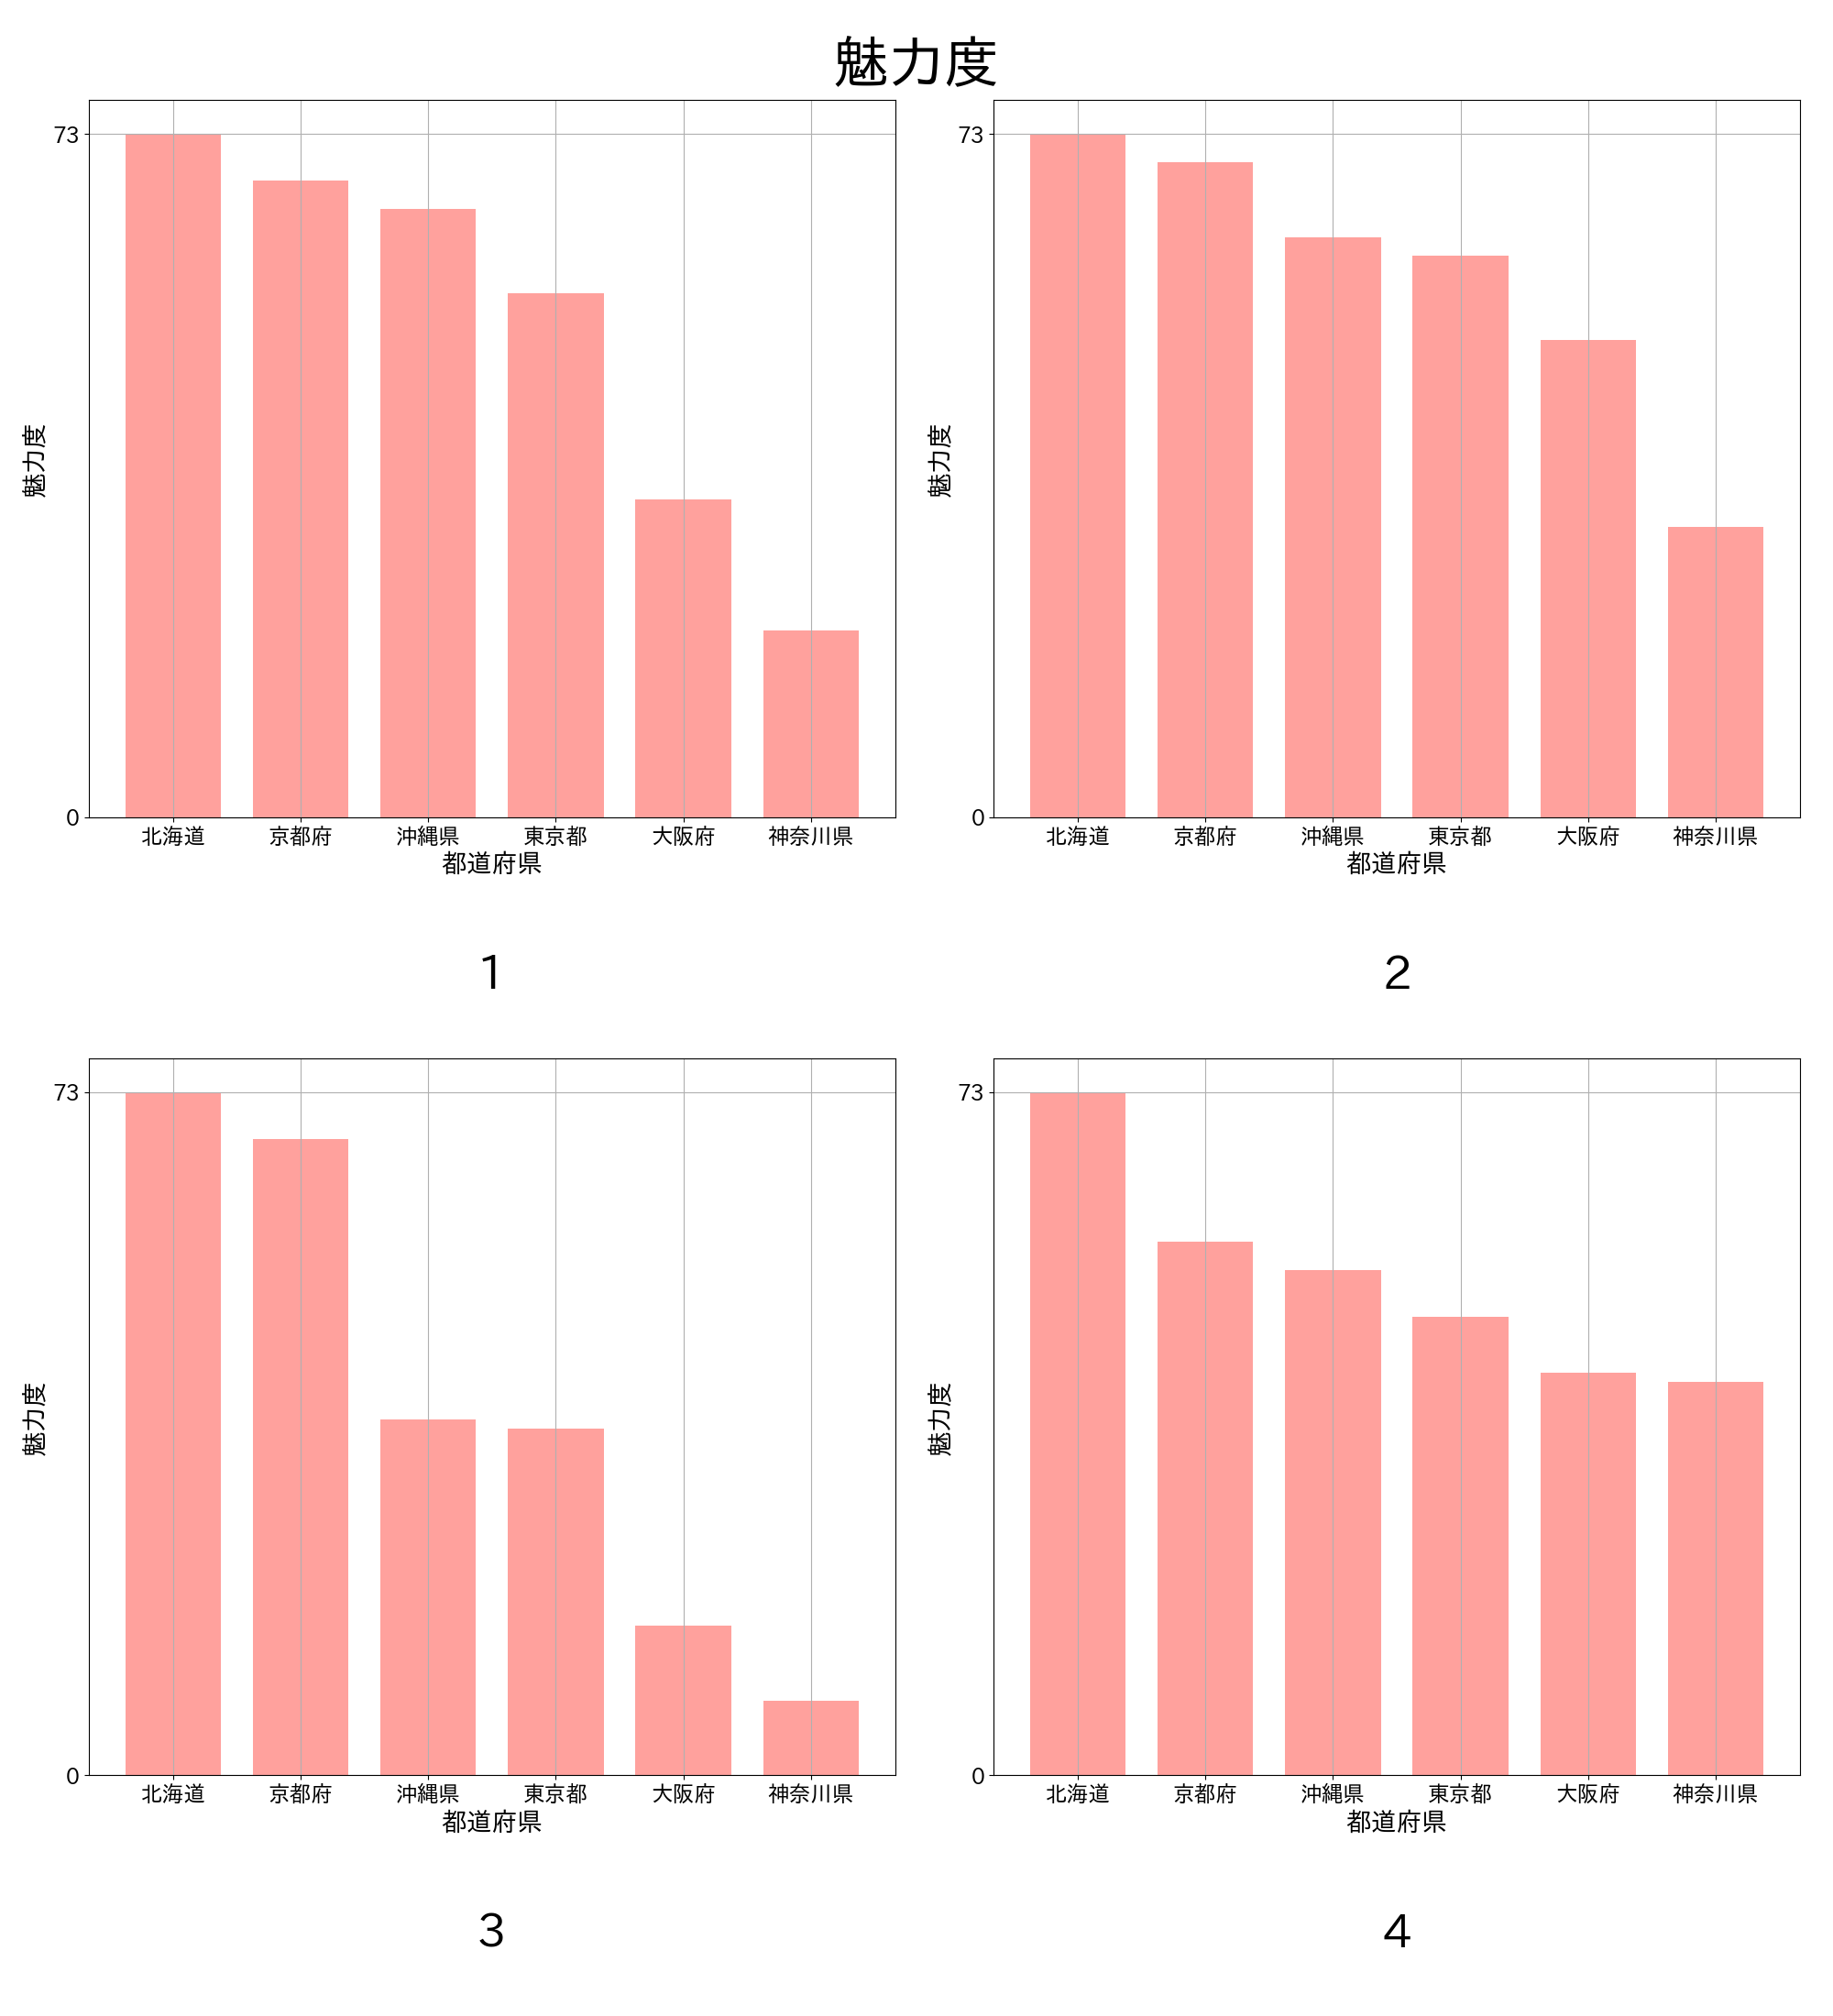 魅力度
73
0
魅力度
北海道 京都府 沖縄県 東京都 大阪府 神奈川県
都道府県
1
73
0
魅力度
北海道 京都府 沖縄県 東京都 大阪府 神奈川県
都道府県
2
73
0
魅力度
北海道 京都府 沖縄県 東京都 大阪府 神奈川県
都道府県
3
73
0
魅力度
北海道 京都府 沖縄県 東京都 大阪府 神奈川県
都道府県
4